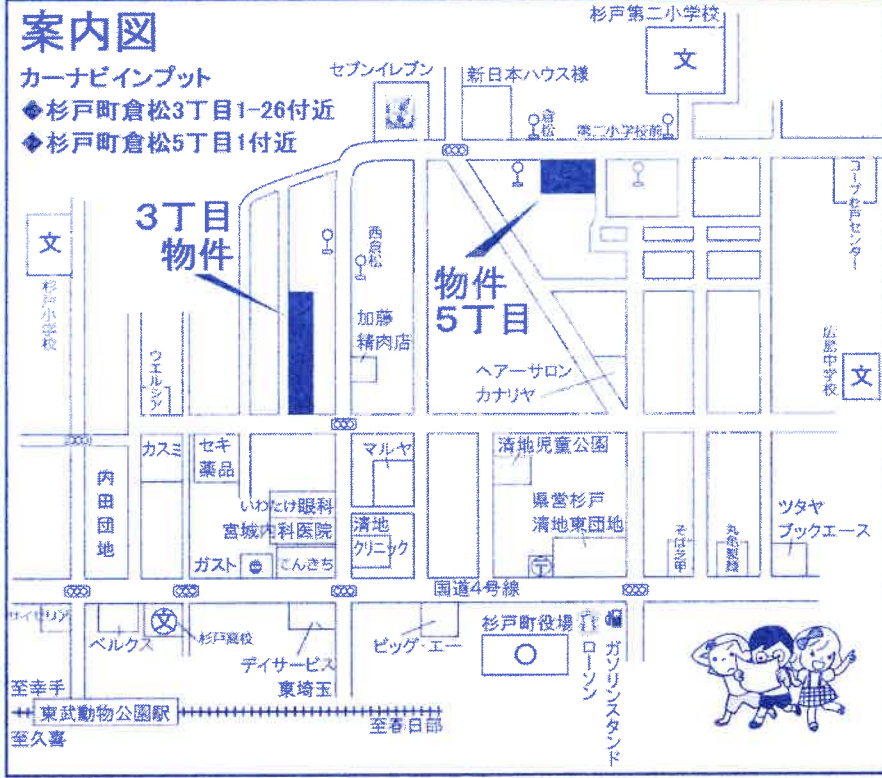 案内図
カーナビインプット
◆杉戸町倉松3丁目1-26付近
◆杉戸町倉松5丁目1付近
杉戸第二小学校
文
セブンイレブン
新日本ハウス様
倉松
第二小学校前
コープ杉戸センター
3丁目
物件
文
杉戸小学校
西倉松
物件
5丁目
加藤
精肉店
ヘアーサロン
カナリヤ
広島中学校
文
ウエルシア
カスミ
セキ
薬品
マルヤ
清地児童公園
内田団地
いわたけ眼科
宮城内科医院
清地
クリニック
県営杉戸
清地東団地
ツタヤ
ブックエース
ガスト
こんきち
〒
そば芝甲
丸亀製麺
国道4号線
サイゼリア
ベルクス
文
杉戸高校
デイサービス
東埼玉
ビッグ・エー
杉戸町役場
ローソン
ガソリンスタンド
至幸手
東武動物公園駅
至久喜
至春日部